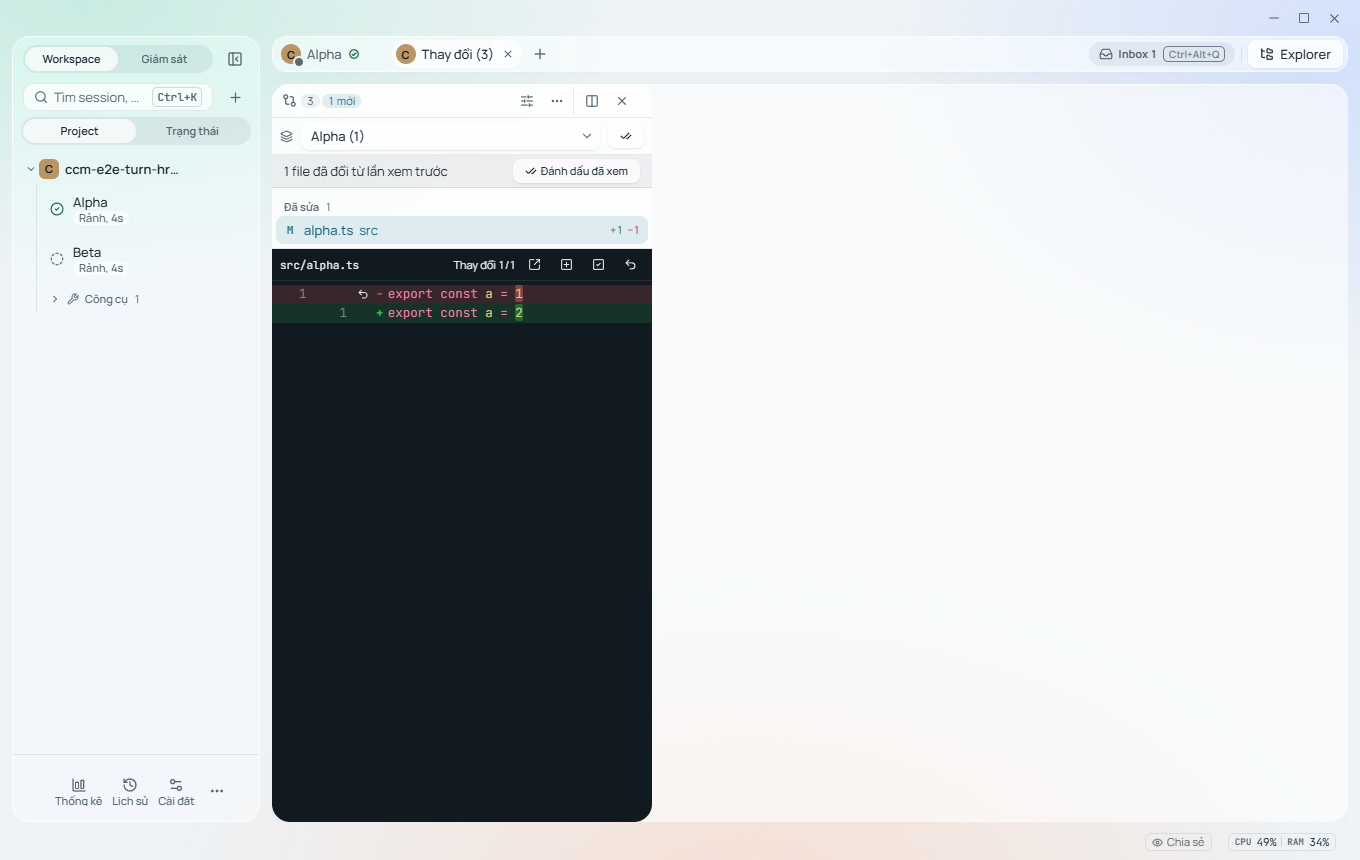 Workspace
Giám sát
Tìm session, ...
Ctrl+K
Project
Trạng thái
C
ccm-e2e-turn-hr...
Alpha
Rảnh, 4s
Beta
Rảnh, 4s
Công cụ 1
Thống kê
Lịch sử
Cài đặt
C Alpha
C Thay đổi (3)
Inbox 1 Ctrl+Alt+Q
Explorer
3 1 mới
Alpha (1)
1 file đã đổi từ lần xem trước
Đánh dấu đã xem
Đã sửa 1
M alpha.ts src +1 −1
src/alpha.ts Thay đổi 1/1
1 - export const a = 1
1 + export const a = 2
Chia sẻ
CPU 49% RAM 34%